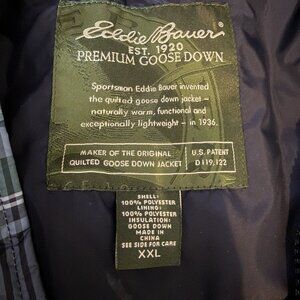 Eddie Bauer
EST. 1920
PREMIUM GOOSE DOWN
Sportsman Eddie Bauer invented
the quilted goose down jacket –
naturally warm, functional and
exceptionally lightweight – in 1936.
MAKER OF THE ORIGINAL
QUILTED GOOSE DOWN JACKET
U.S. PATENT
D119,122
SHELL:
100% POLYESTER
LINING:
100% POLYESTER
INSULATION:
GOOSE DOWN
MADE IN
CHINA
SEE SIDE FOR CARE
XXL